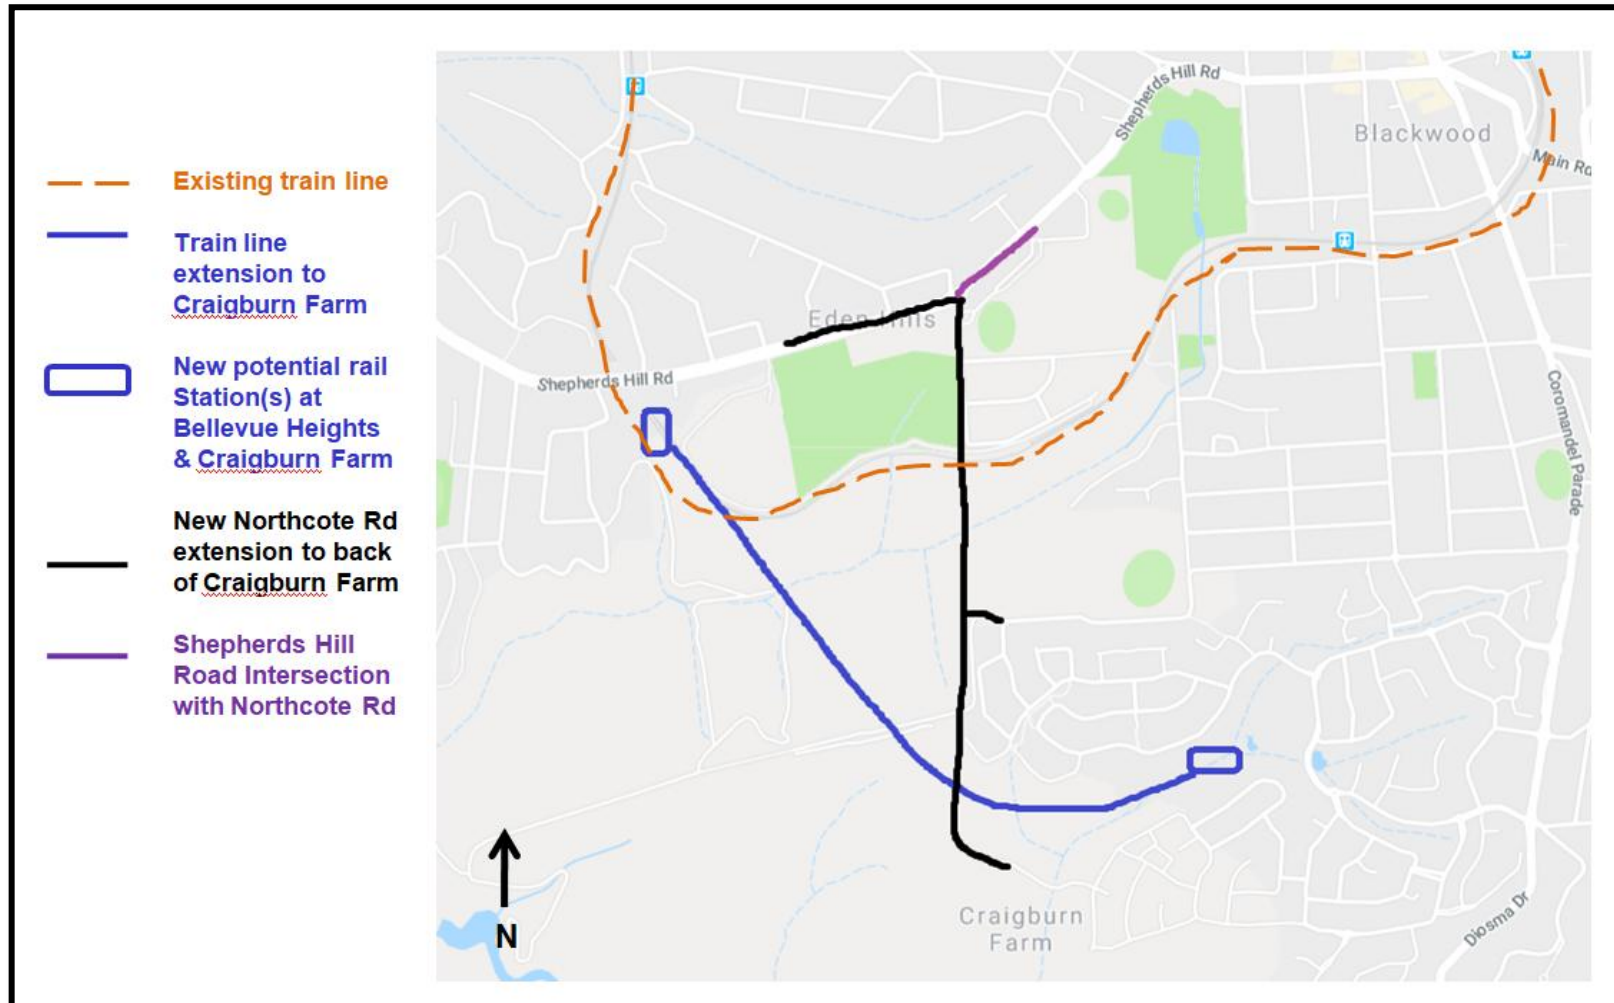 Existing train line
Train line
extension to
Craigburn Farm
New potential rail
Station(s) at
Bellevue Heights
& Craigburn Farm
New Northcote Rd
extension to back
of Craigburn Farm
Shepherds Hill
Road Intersection
with Northcote Rd
N
Shepherds Hill Rd
Blackwood
Main Rd
Eden Hills
Shepherds Hill Rd
Coromandel Parade
Craigburn
Farm
Diosma Dr